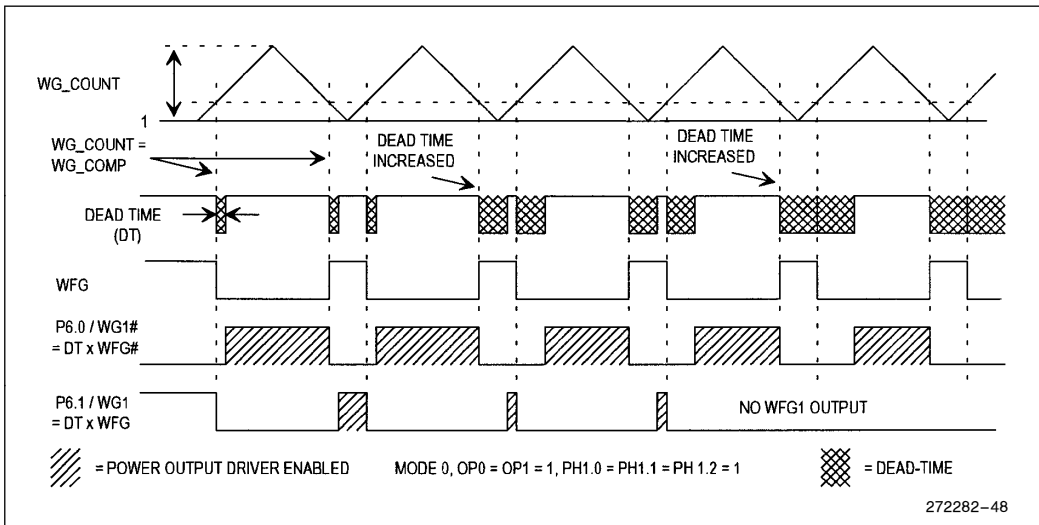 WG_COUNT
1
WG_COUNT =
WG_COMP
DEAD TIME
INCREASED
DEAD TIME
INCREASED
DEAD TIME
(DT)
WFG
P6.0 / WG1#
= DT x WFG#
P6.1 / WG1
= DT x WFG
NO WFG1 OUTPUT
= POWER OUTPUT DRIVER ENABLED
MODE 0, OP0 = OP1 = 1, PH1.0 = PH1.1 = PH 1.2 = 1
= DEAD-TIME
272282-48